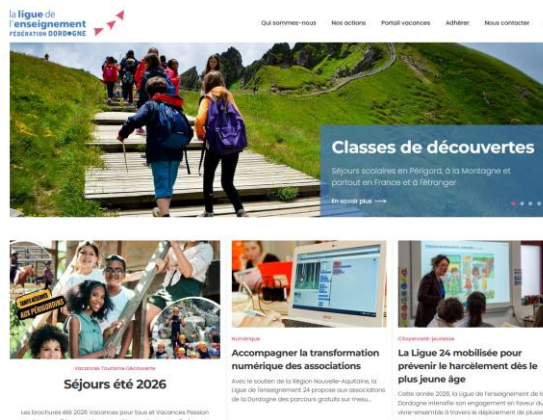 la ligue de
l'enseignement
FÉDÉRATION DORDOGNE
Qui sommes-nous Nos actions Portail vacances Adhérer Nous contacter
Classes de découvertes
Séjours scolaires en Périgord, à la Montagne et
partout en France et à l'étranger
En savoir plus
AUX PÉRIGORDINS
Vacances Tourisme Découverte
Séjours été 2026
Les brochures été 2026 Vacances pour tous et Vacances Passion
Numérique
Accompagner la transformation
numérique des associations
Avec le soutien de la Région Nouvelle-Aquitaine, la
Ligue de l'enseignement 24 propose aux associations
de la Dordogne des parcours gratuits sur mesu..
Citoyenneté-jeunesse
La Ligue 24 mobilisée pour
prévenir le harcèlement dès le
plus jeune âge
Cette année 2026, la Ligue de l'enseignement de la
Dordogne intensifie son engagement en faveur du
vivre-ensemble à travers le déploiement de